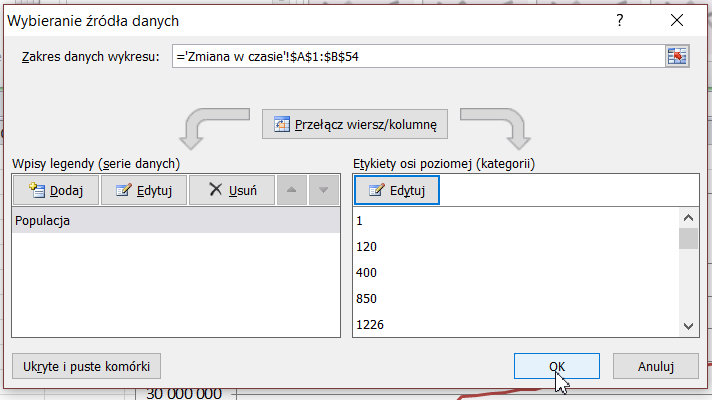 Wybieranie źródła danych
?
Zakres danych wykresu:
='Zmiana w czasie'!$A$1:$B$54
Przełącz wiersz/kolumnę
Wpisy legendy (serie danych)
Etykiety osi poziomej (kategorii)
Dodaj
Edytuj
Usuń
Edytuj
Populacja
1
120
400
850
1226
Ukryte i puste komórki
OK
Anuluj
30 000 000